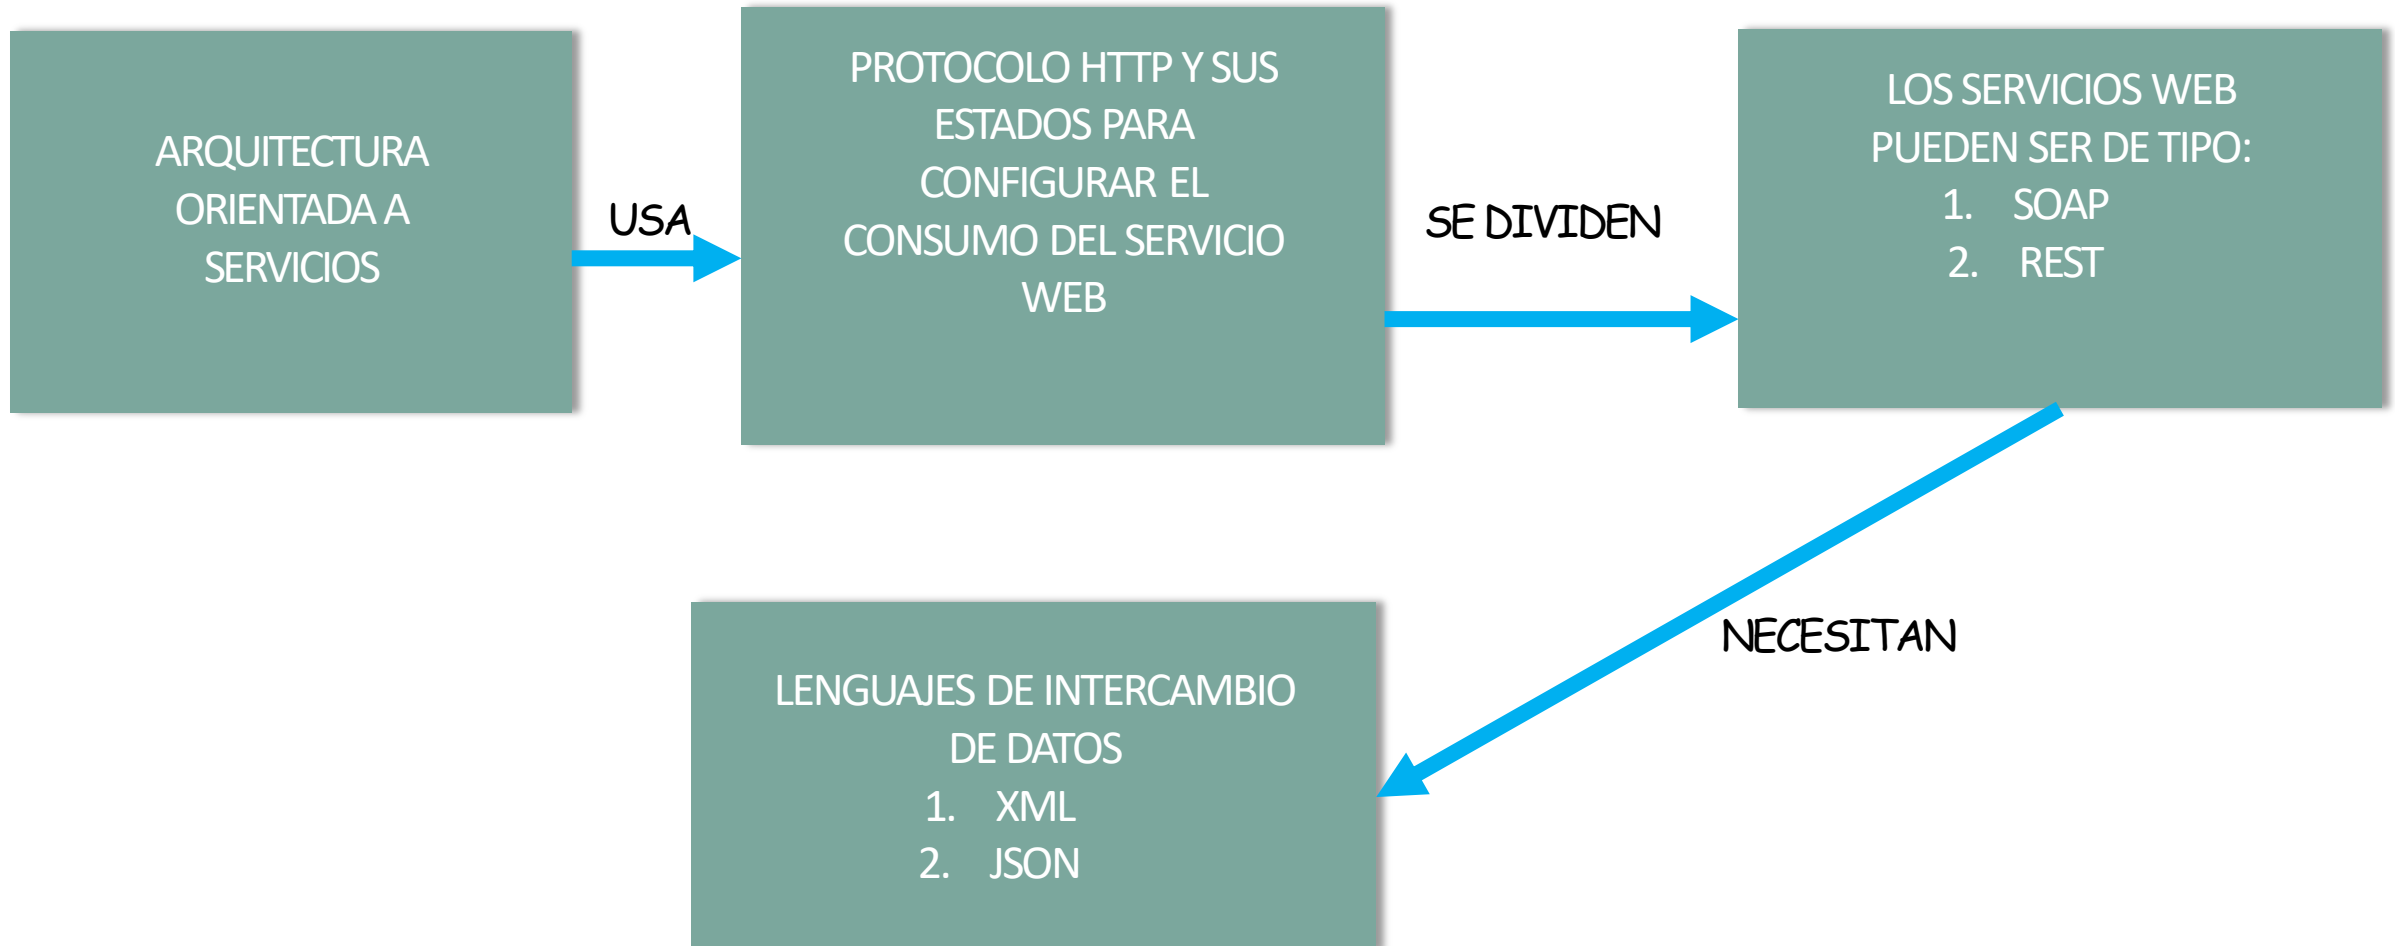 ARQUITECTURA
ORIENTADA A
SERVICIOS
USA
PROTOCOLO HTTP Y SUS
ESTADOS PARA
CONFIGURAR EL
CONSUMO DEL SERVICIO
WEB
SE DIVIDEN
LOS SERVICIOS WEB
PUEDEN SER DE TIPO:
1. SOAP
2. REST
NECESITAN
LENGUAJES DE INTERCAMBIO
DE DATOS
1. XML
2. JSON